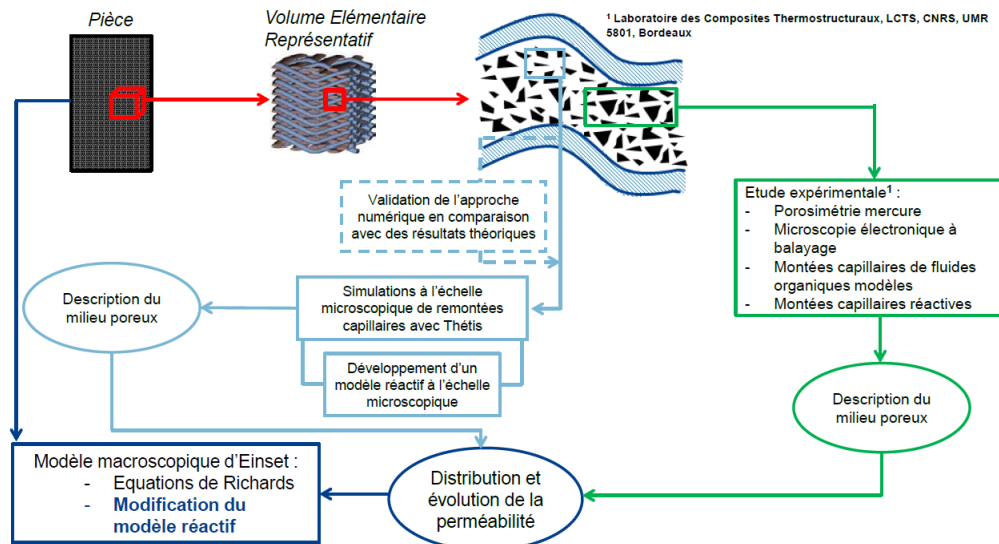 Pièce
Volume Elémentaire
Représentatif
¹ Laboratoire des Composites Thermostructuraux, LCTS, CNRS, UMR
5801, Bordeaux
Validation de l'approche
numérique en comparaison
avec des résultats théoriques
Etude expérimentale¹ :
- Porosimétrie mercure
- Microscopie électronique à
balayage
- Montées capillaires de fluides
organiques modèles
- Montées capillaires réactives
Description du
milieu poreux
Simulations à l'échelle
microscopique de remontées
capillaires avec Thétis
Développement d'un
modèle réactif à l'échelle
microscopique
Description du
milieu poreux
Modèle macroscopique d'Einset :
- Equations de Richards
- Modification du
modèle réactif
Distribution et
évolution de la
perméabilité